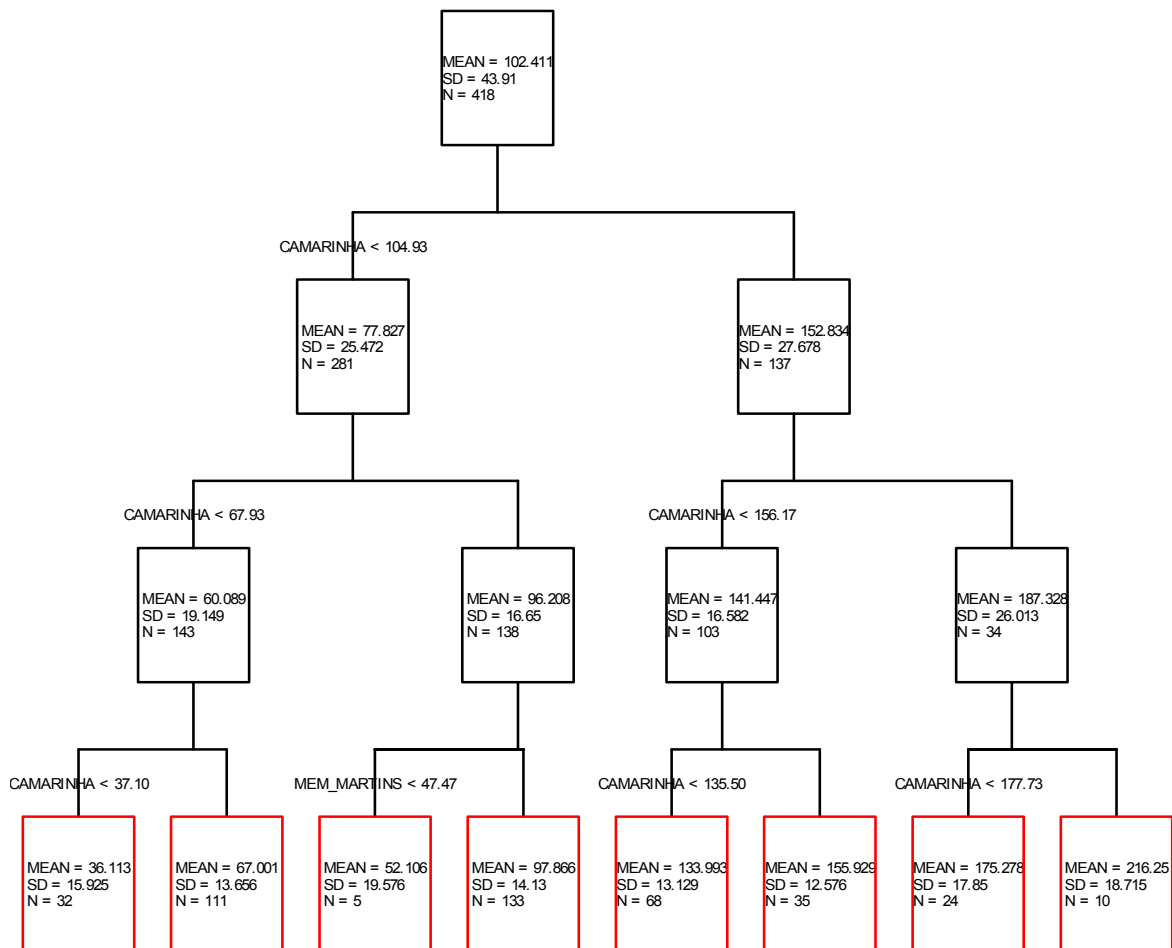 MEAN = 102.411
SD = 43.91
N = 418
CAMARINHA < 104.93
MEAN = 77.827
SD = 25.472
N = 281
MEAN = 152.834
SD = 27.678
N = 137
CAMARINHA < 67.93
CAMARINHA < 156.17
MEAN = 60.089
SD = 19.149
N = 143
MEAN = 96.208
SD = 16.65
N = 138
MEAN = 141.447
SD = 16.582
N = 103
MEAN = 187.328
SD = 26.013
N = 34
CAMARINHA < 37.10
MEM_MARTINS < 47.47
CAMARINHA < 135.50
CAMARINHA < 177.73
MEAN = 36.113
SD = 15.925
N = 32
MEAN = 67.001
SD = 13.656
N = 111
MEAN = 52.106
SD = 19.576
N = 5
MEAN = 97.866
SD = 14.13
N = 133
MEAN = 133.993
SD = 13.129
N = 68
MEAN = 155.929
SD = 12.576
N = 35
MEAN = 175.278
SD = 17.85
N = 24
MEAN = 216.25
SD = 18.715
N = 10